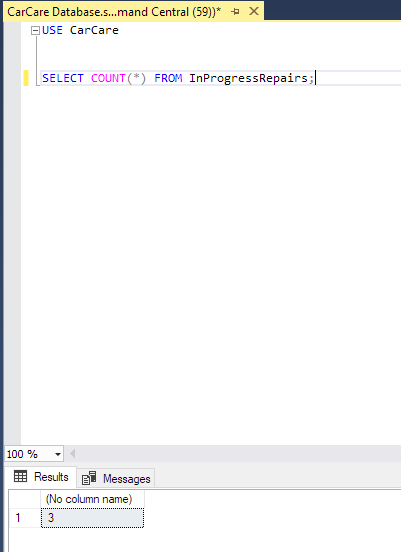 CarCare Database.s...mand Central (59))*
USE CarCare
SELECT COUNT(*) FROM InProgressRepairs;
100 %
Results
Messages
(No column name)
1 3